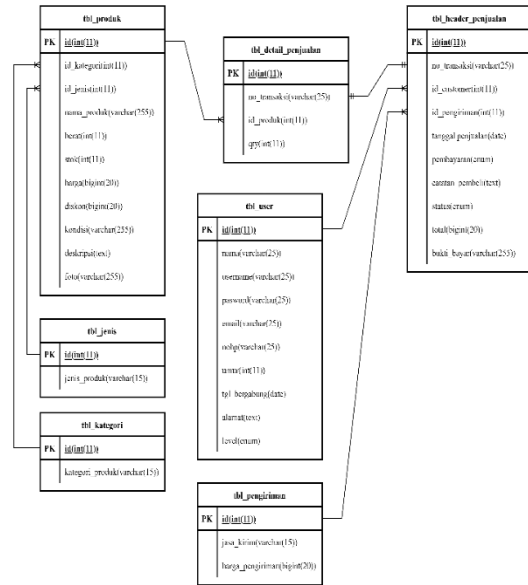 tbl_produk
PK id(int(11))
id_kategori(int(11))
id_jenis(int(11))
nama_produk(varchar(255))
berat(int(11))
stok(int(11))
harga(bigint(20))
diskon(bigint(20))
kondisi(varchar(255))
deskripsi(text)
foto(varchar(255))
tbl_jenis
PK id(int(11))
jenis_produk(varchar(15))
tbl_kategori
PK id(int(11))
kategori_produk(varchar(15))
tbl_detail_penjualan
PK id(int(11))
no_transaksi(varchar(25))
id_produk(int(11))
qty(int(11))
tbl_user
PK id(int(11))
nama(varchar(25))
username(varchar(25))
pasword(varchar(25))
email(varchar(25))
nohp(varchar(25))
tgl_bergabung(date)
alamat(text)
level(enum)
tbl_pengiriman
PK id(int(11))
jasa_kirim(varchar(15))
harga_pengiriman(bigint(20))
tbl_header_penjualan
PK id(int(11))
no_transaksi(varchar(25))
id_customer(int(11))
id_pengiriman(int(11))
tanggal_penjualan(date)
pembayaran(enum)
catatan_pembeli(text)
status(enum)
total(bigint(20))
bukti_bayar(varchar(255))